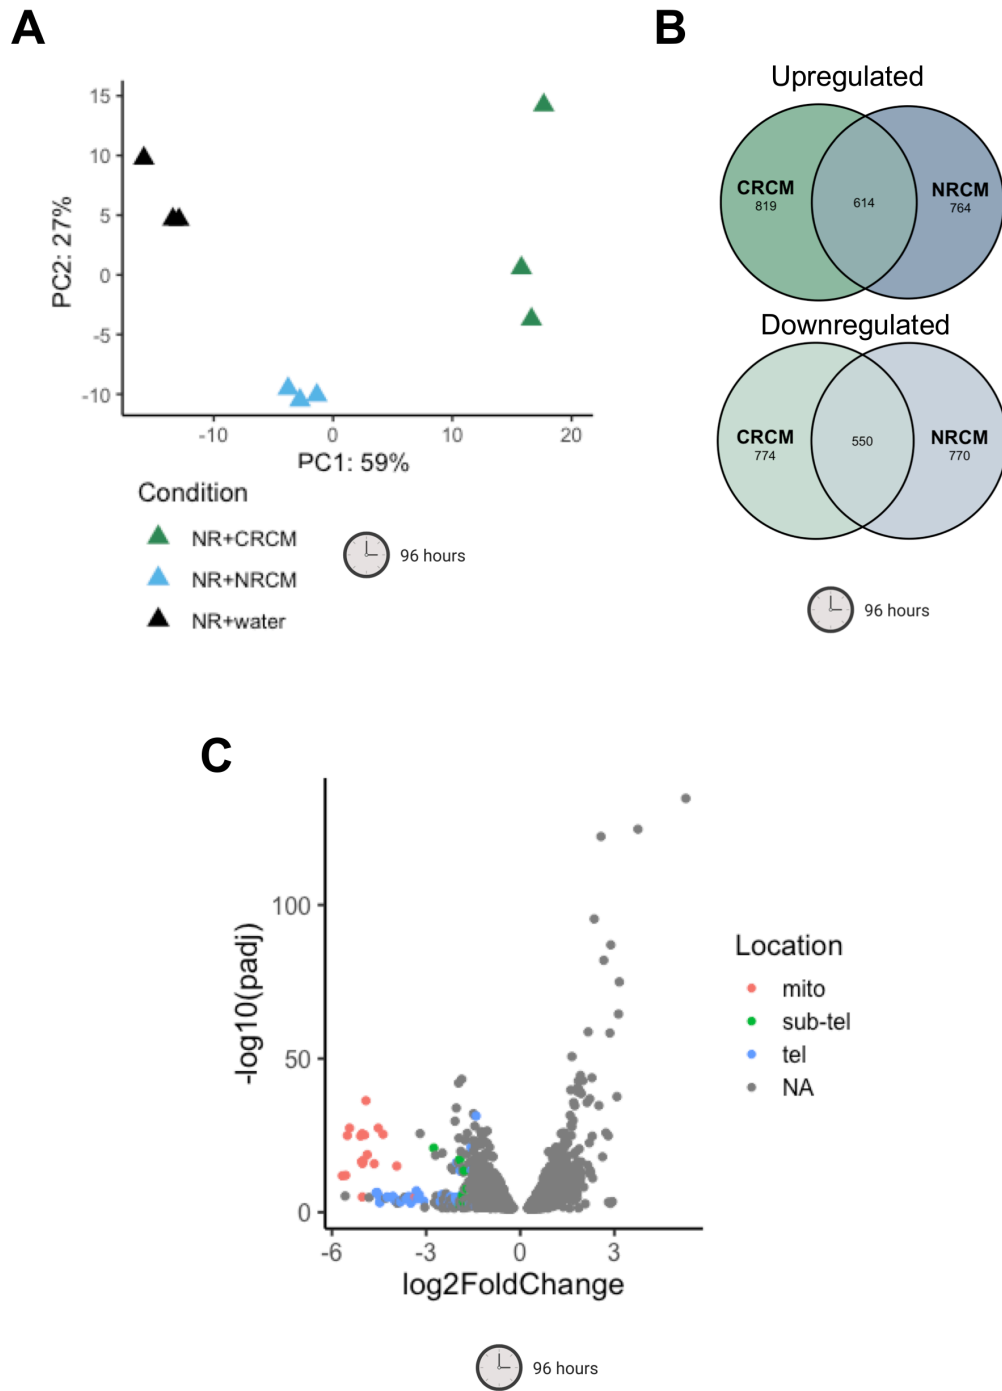 A
15
10
5
0
-5
-10
PC2: 27%
-10 0 10 20
PC1: 59%
Condition
NR+CRCM
NR+NRCM
NR+water
96 hours
B
Upregulated
CRCM
819
614
NRCM
764
Downregulated
CRCM
774
550
NRCM
770
96 hours
C
100
50
0
-log10(padj)
-6 -3 0 3
log2FoldChange
Location
mito
sub-tel
tel
NA
96 hours